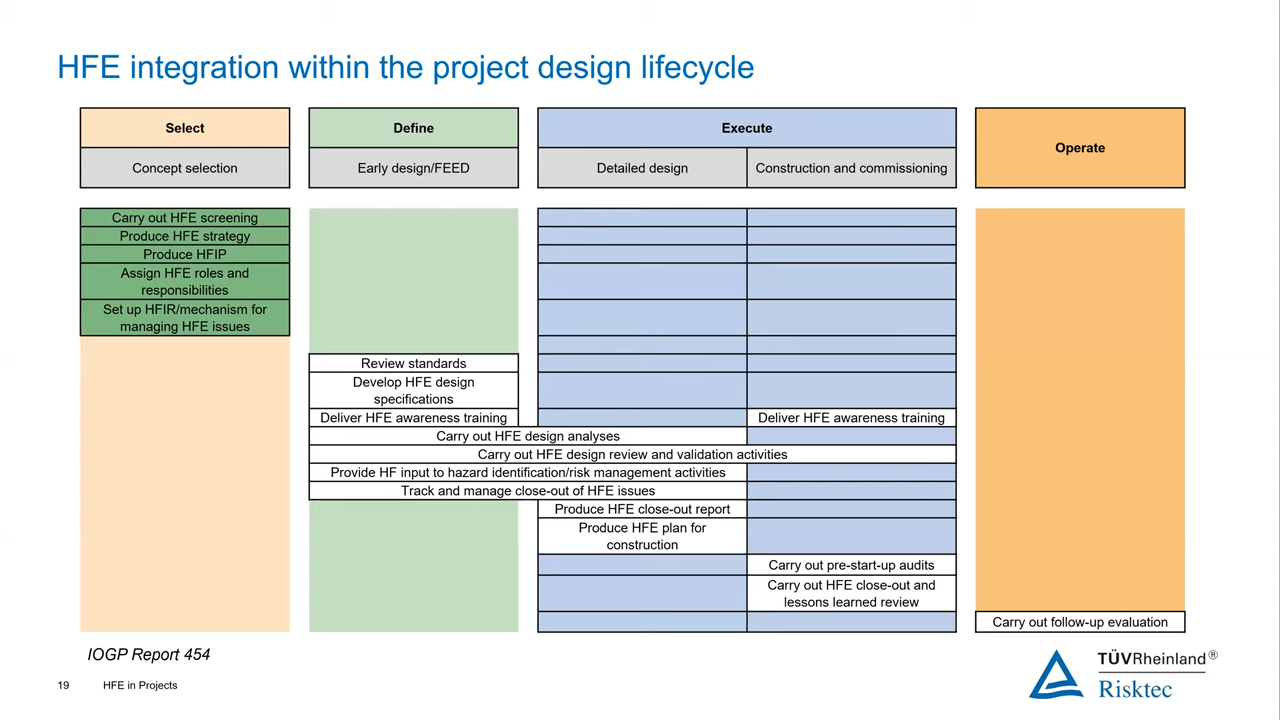 HFE integration within the project design lifecycle
Select
Define
Execute
Operate
Concept selection
Early design/FEED
Detailed design
Construction and commissioning
Carry out HFE screening
Produce HFE strategy
Produce HFIP
Assign HFE roles and
responsibilities
Set up HFIR/mechanism for
managing HFE issues
Review standards
Develop HFE design
specifications
Deliver HFE awareness training
Deliver HFE awareness training
Carry out HFE design analyses
Carry out HFE design review and validation activities
Provide HF input to hazard identification/risk management activities
Track and manage close-out of HFE issues
Produce HFE close-out report
Produce HFE plan for
construction
Carry out pre-start-up audits
Carry out HFE close-out and
lessons learned review
Carry out follow-up evaluation
IOGP Report 454
19 HFE in Projects
TÜVRheinland®
Risktec